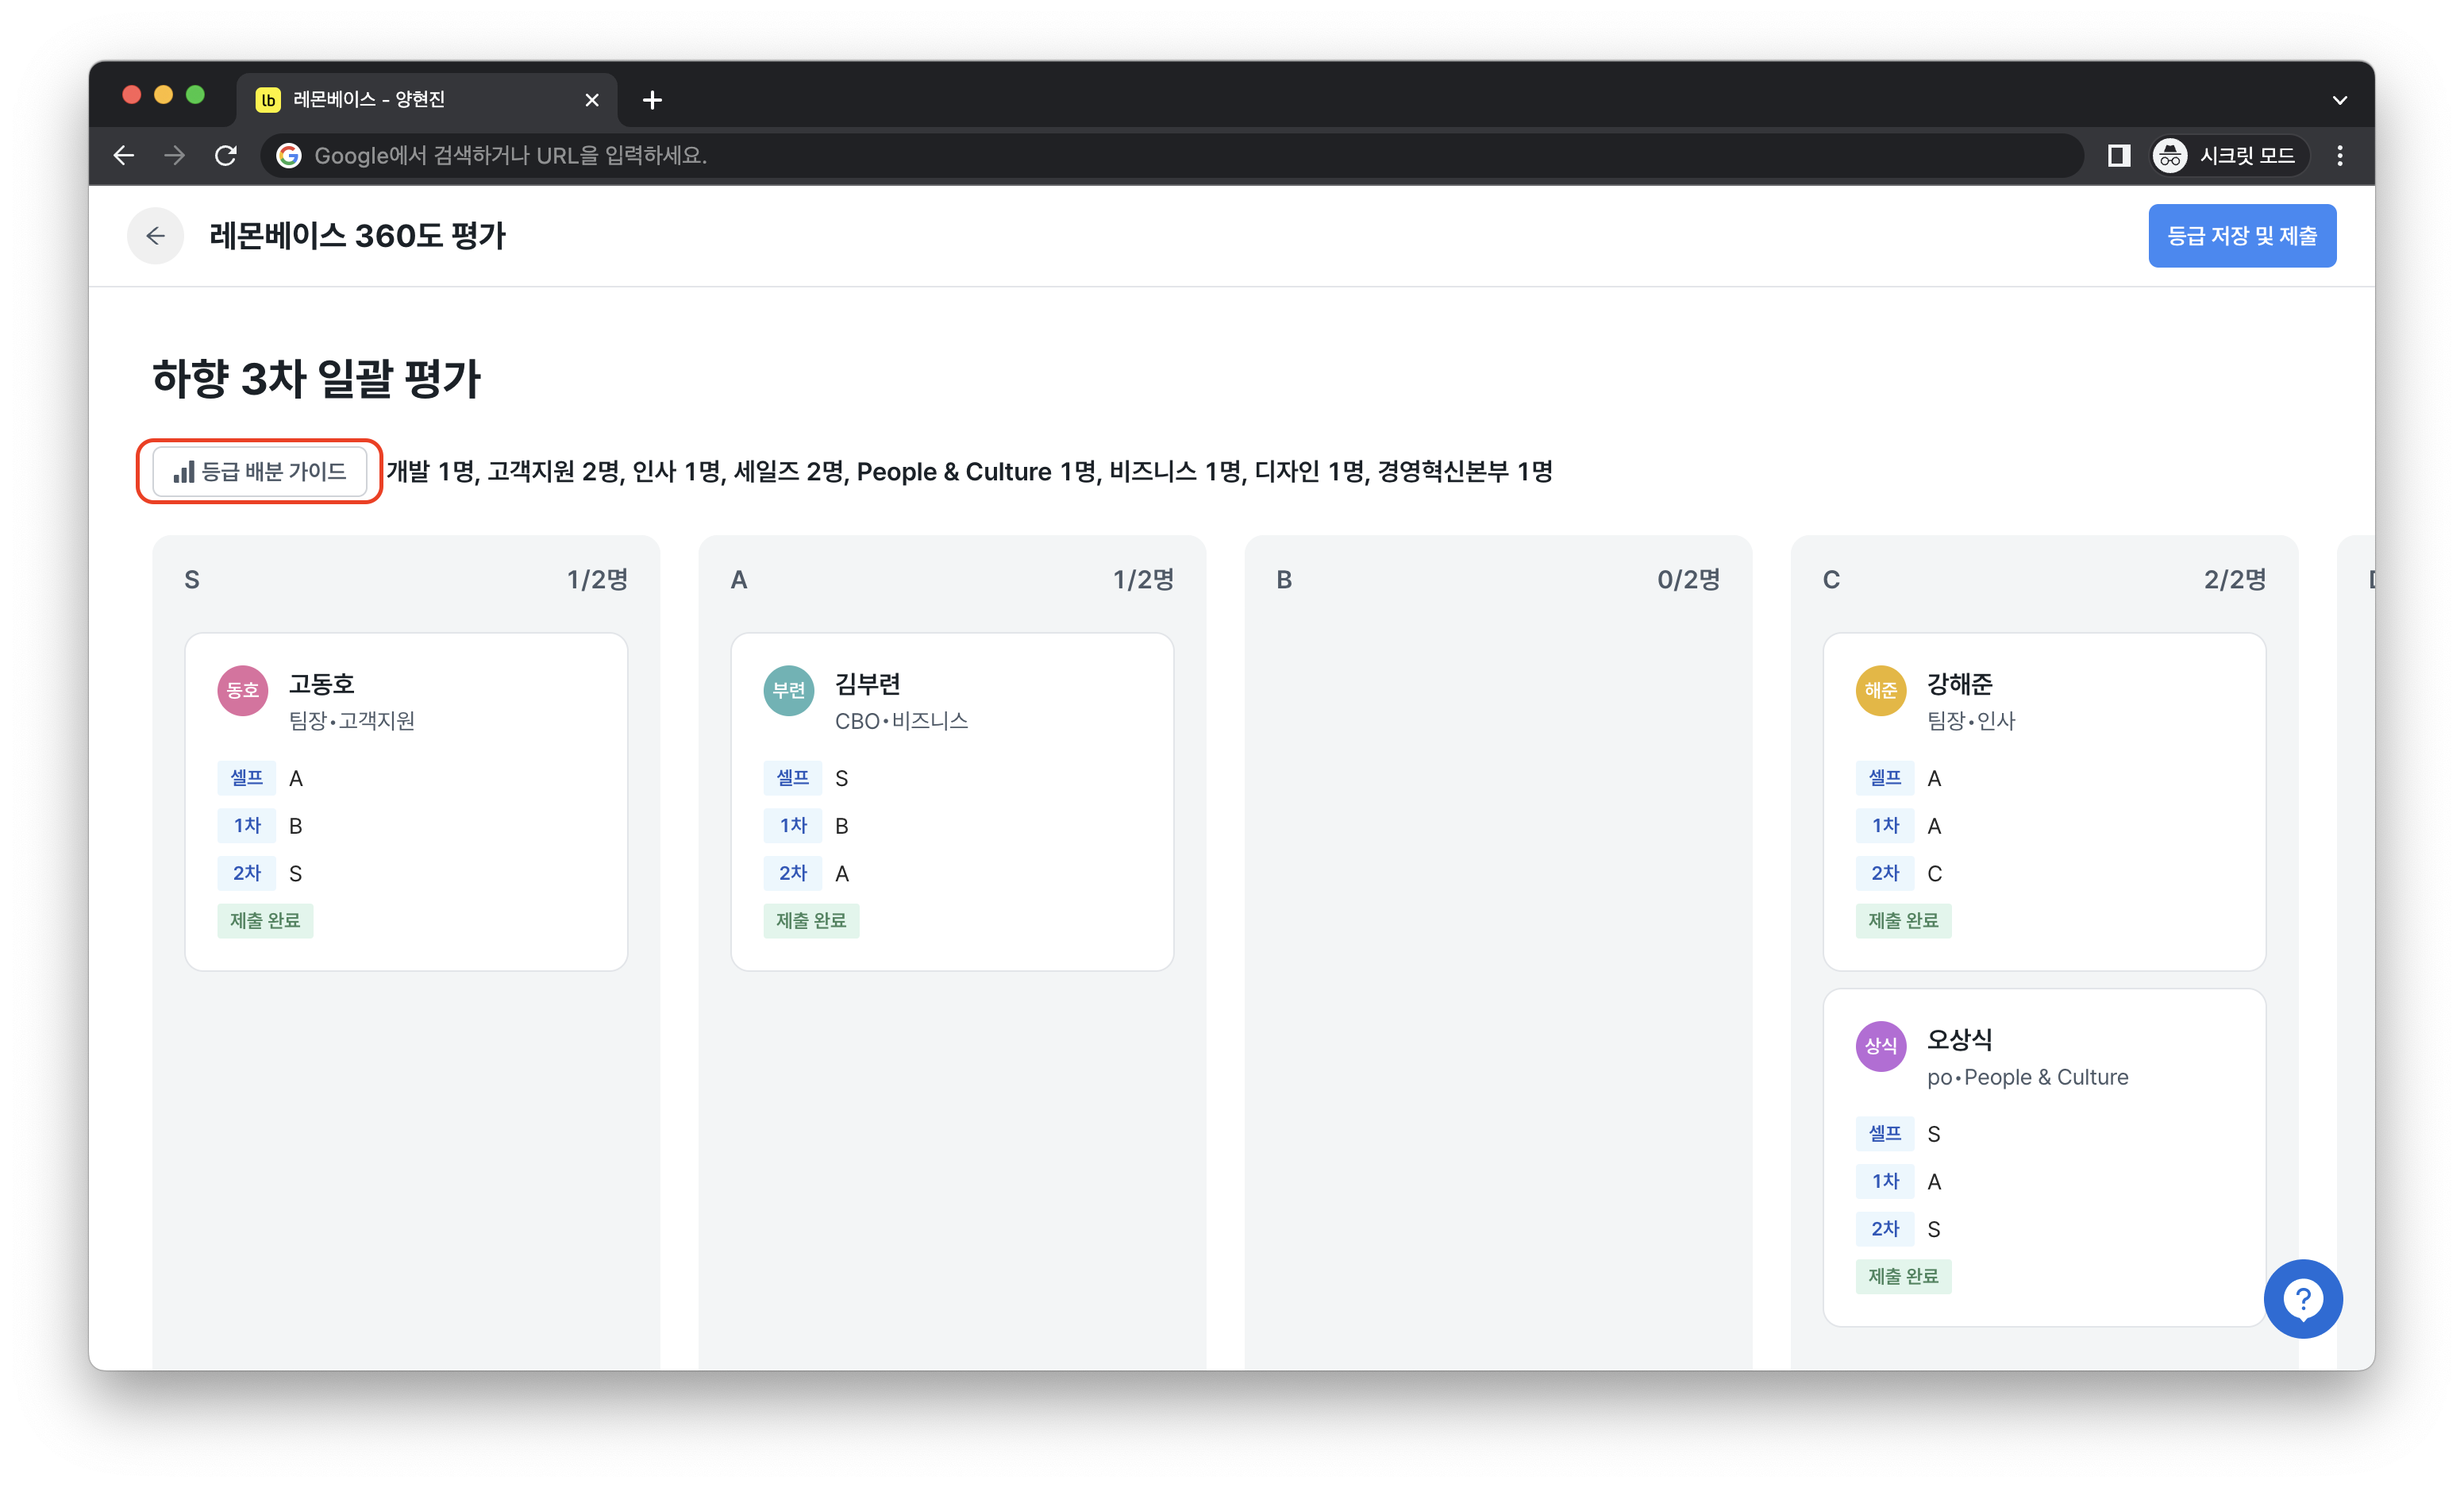 lb 레몬베이스 - 양현진
Google에서 검색하거나 URL을 입력하세요.
시크릿 모드
레몬베이스 360도 평가
등급 저장 및 제출
하향 3차 일괄 평가
등급 배분 가이드 개발 1명, 고객지원 2명, 인사 1명, 세일즈 2명, People & Culture 1명, 비즈니스 1명, 디자인 1명, 경영혁신본부 1명
S 1/2명
동호 고동호
팀장•고객지원
셀프 A
1차 B
2차 S
제출 완료
A 1/2명
부련 김부련
CBO•비즈니스
셀프 S
1차 B
2차 A
제출 완료
B 0/2명
C 2/2명
해준 강해준
팀장•인사
셀프 A
1차 A
2차 C
제출 완료
상식 오상식
po•People & Culture
셀프 S
1차 A
2차 S
제출 완료
?